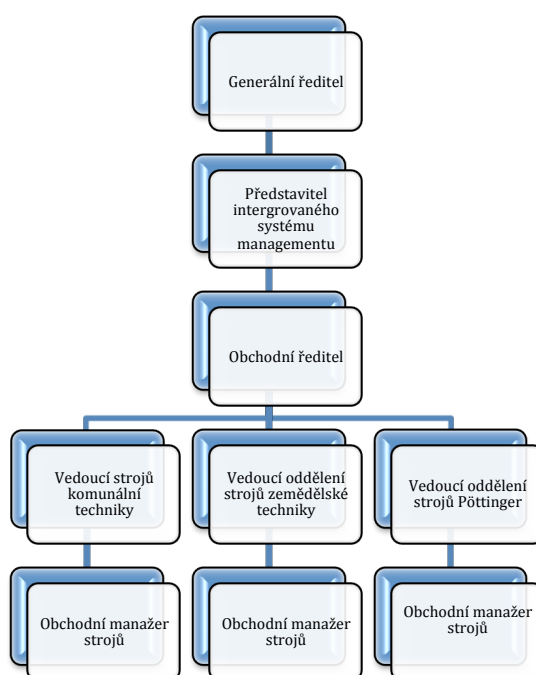 Generální ředitel
Představitel
intergrovaného
systému
managementu
Obchodní ředitel
Vedoucí strojů
komunální
techniky
Vedoucí oddělení
strojů zemědělské
techniky
Vedoucí oddělení
strojů Pöttinger
Obchodní manažer
strojů
Obchodní manažer
strojů
Obchodní manažer
strojů